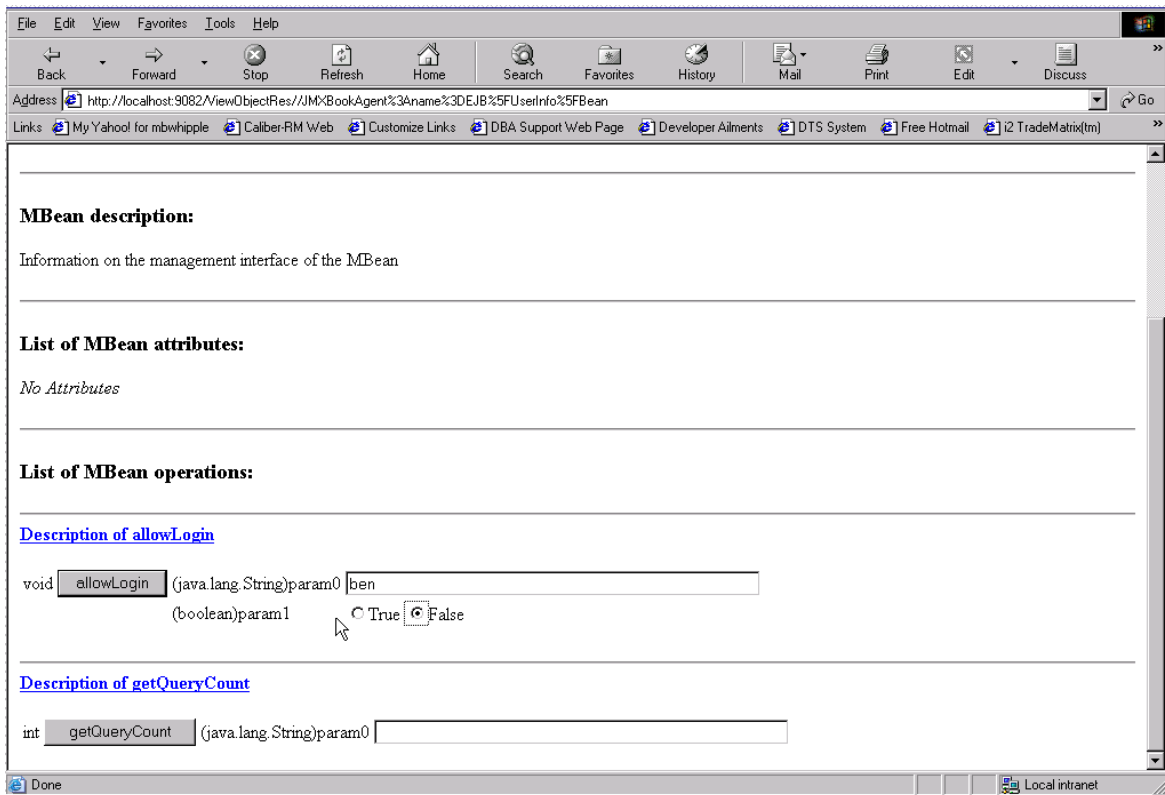 File Edit View Favorites Tools Help
Back Forward Stop Refresh Home Search Favorites History Mail Print Edit Discuss »
Address http://localhost:9082/ViewObjectRes//JMXBookAgent%3Aname%3DEJB%5FUserInfo%5FBean Go
Links My Yahoo! for mbwhipple Caliber-RM Web Customize Links DBA Support Web Page Developer Ailments DTS System Free Hotmail i2 TradeMatrix(tm) »
MBean description:
Information on the management interface of the MBean
List of MBean attributes:
No Attributes
List of MBean operations:
Description of allowLogin
void allowLogin (java.lang.String)param0 ben
(boolean)param1 True False
Description of getQueryCount
int getQueryCount (java.lang.String)param0
Done Local intranet